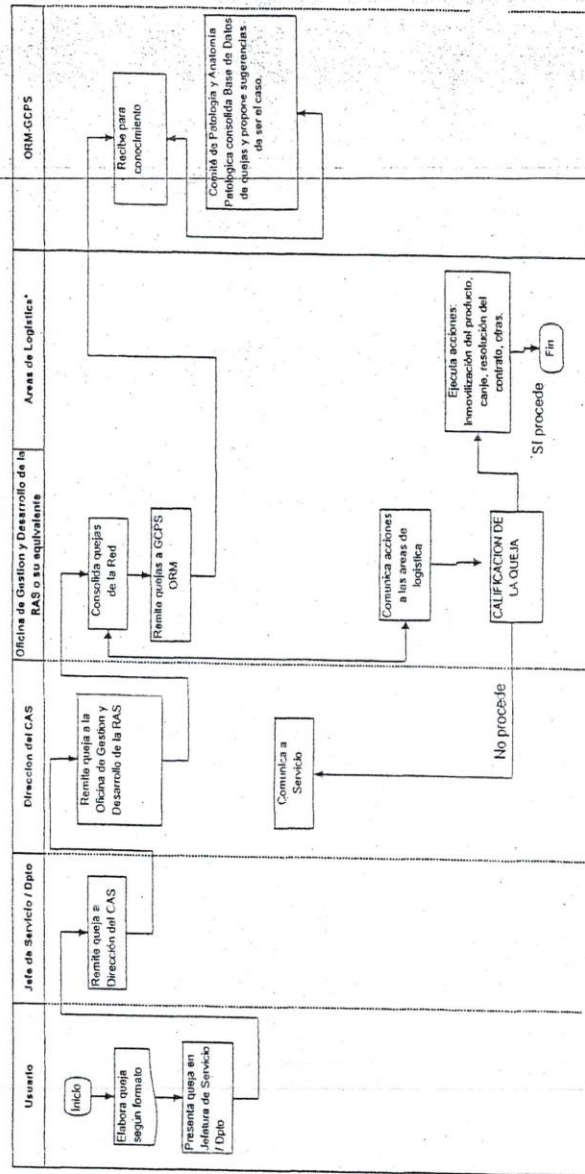 Usuario
Inicio
Elabora queja
según formato
Presenta queja en
Jefatura de Servicio
/ Dpto
Jefe de Servicio / Dpto
Remite queja a
Dirección del CAS
Direccion del CAS
Remite queja a la
Oficina de Gestion y
Desarrollo de la RAS
Comunica a
Servicio
No procede
Oficina de Gestion y Desarrollo de la
RAS o su equivalente
Consolida quejas
de la Red
Remite quejas a GCPS
ORM
Comunica acciones
a las areas de
logística
CALIFICACION DE
LA QUEJA
Areas de Logística*
Ejecuta acciones:
Inmovilización del producto,
canje, resolución del
contrato, otras.
SI procede
Fin
ORM-GCPS
Recibe para
conocimiento
Comité de Patología y Anatomía
Patologica consolida Base de Datos
de quejas y propone sugerencias
de ser el caso.